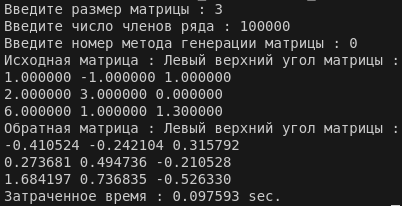 Введите размер матрицы : 3
Введите число членов ряда : 100000
Введите номер метода генерации матрицы : 0
Исходная матрица : Левый верхний угол матрицы :
1.000000 -1.000000 1.000000
2.000000 3.000000 0.000000
6.000000 1.000000 1.300000
Обратная матрица : Левый верхний угол матрицы :
-0.410524 -0.242104 0.315792
0.273681 0.494736 -0.210528
1.684197 0.736835 -0.526330
Затраченное время : 0.097593 sec.